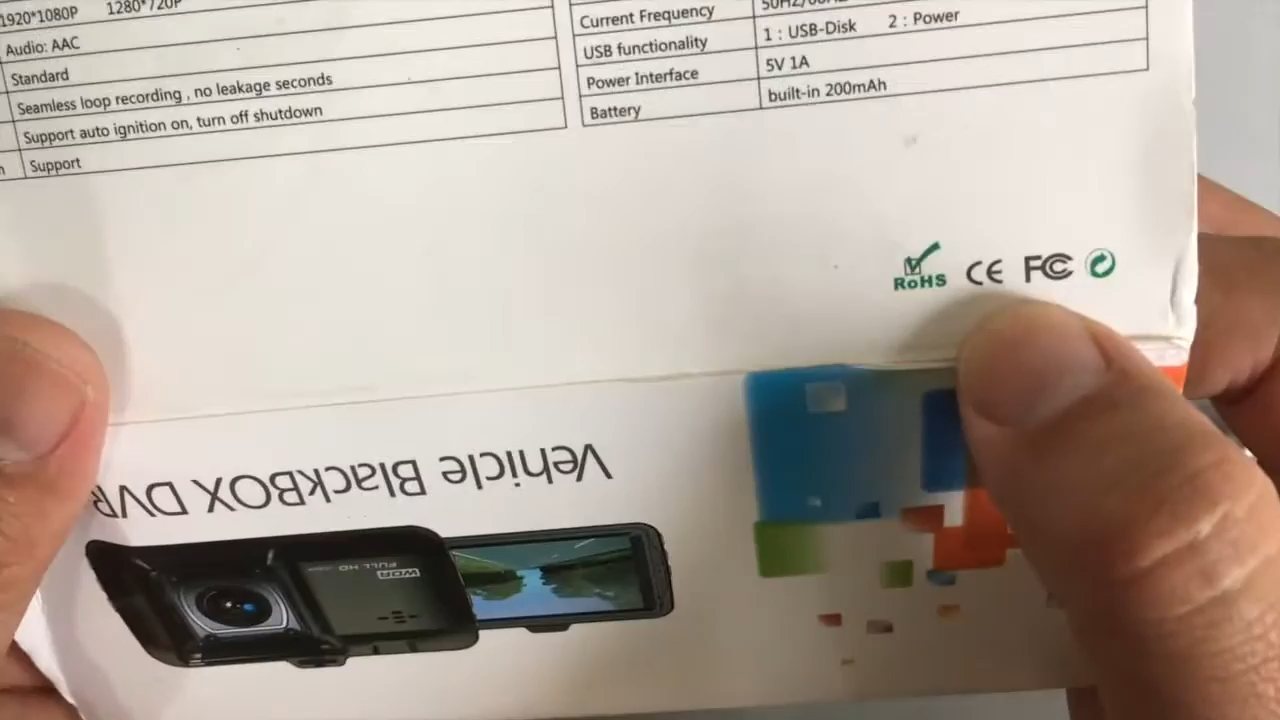 1920*1080P 1280*720P
Audio: AAC
Standard
Seamless loop recording , no leakage seconds
Support auto ignition on, turn off shutdown
Support
Current Frequency
USB functionality 1 : USB-Disk 2 : Power
Power Interface 5V 1A
Battery built-in 200mAh
RoHS CE FC
Vehicle BlackBOX DVR
WDR
FULL HD